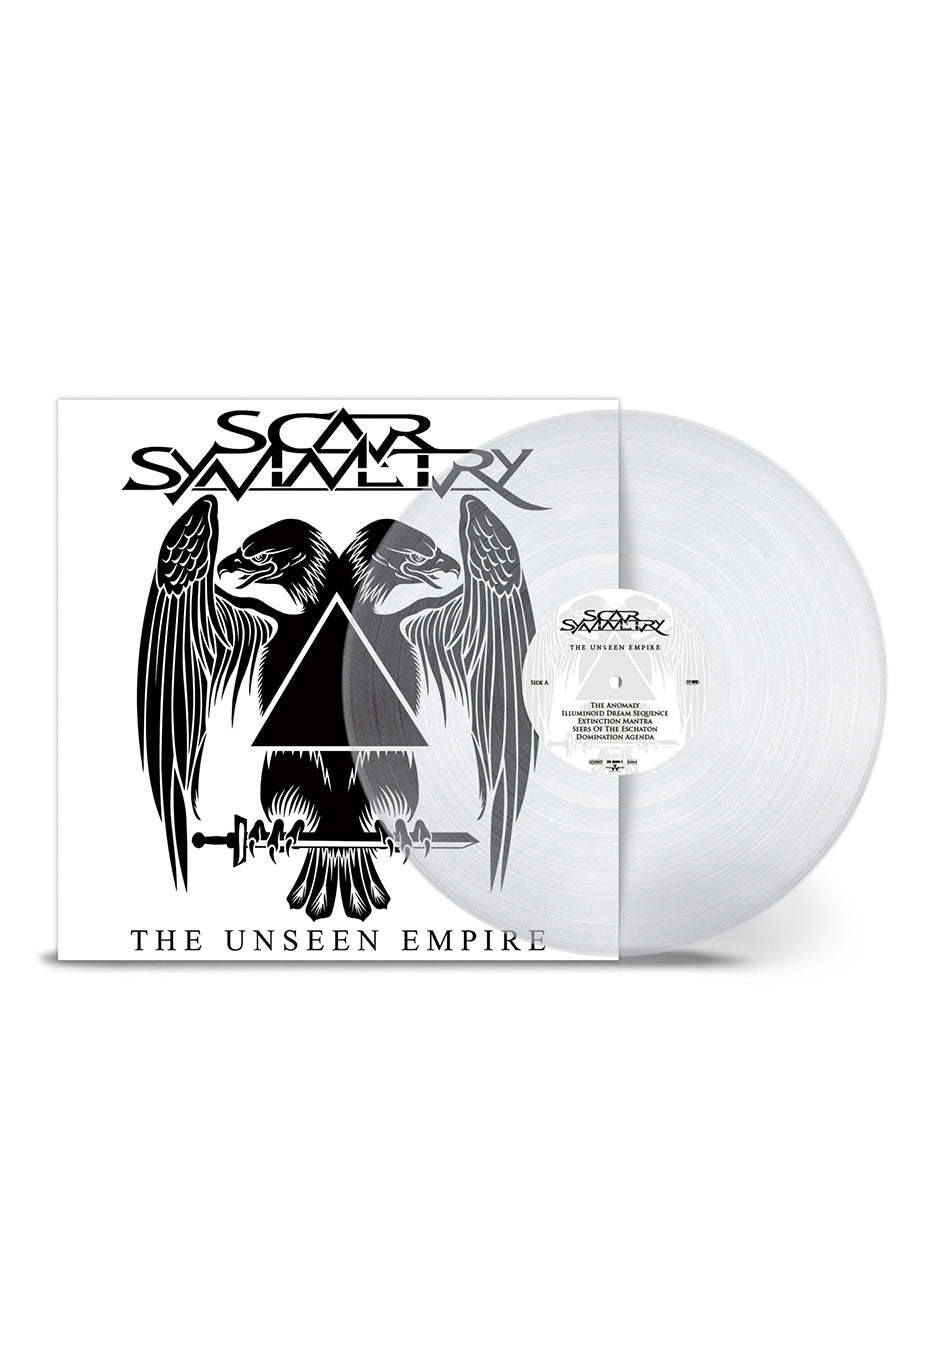 SCAR
SYMMETRY
THE UNSEEN EMPIRE
SCAR
SYMMETRY
THE UNSEEN EMPIRE
SIDE A
THE ANOMALY
ILLUMINOID DREAM SEQUENCE
EXTINCTION MANTRA
SEERS OF THE ESCHATON
DOMINATION AGENDA